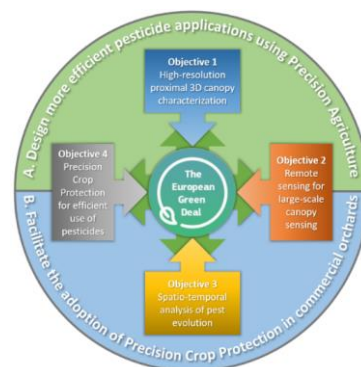 A. Design more efficient pesticide applications using Precision Agriculture
Objective 1
High-resolution
proximal 3D canopy
characterization
Objective 4
Precision
Crop
Protection
for efficient
use of
pesticides
The
European
Green
Deal
Objective 2
Remote
sensing for
large-scale
canopy
sensing
Objective 3
Spatio-temporal
analysis of pest
evolution
B. Facilitate the adoption of Precision Crop Protection in commercial orchards